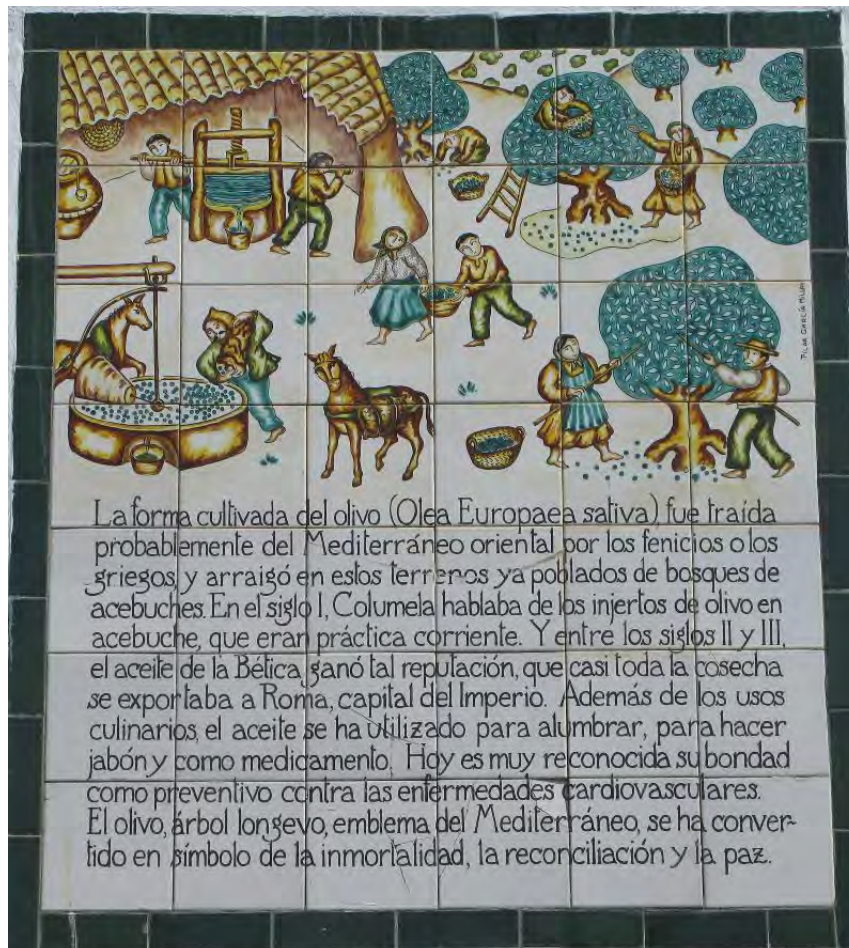 PILAR GARCÍA MILLÁN
La forma cultivada del olivo (Olea Europaea sativa) fue traída
probablemente del Mediterráneo oriental por los fenicios o los
griegos y arraigó en estos terrenos ya poblados de bosques de
acebuches. En el siglo I, Columela hablaba de los injertos de olivo en
acebuche, que eran práctica corriente. Y entre los siglos II y III,
el aceite de la Bética ganó tal reputación, que casi toda la cosecha
se exportaba a Roma, capital del Imperio. Además de los usos
culinarios, el aceite se ha utilizado para alumbrar, para hacer
jabón y como medicamento. Hoy es muy reconocida su bondad
como preventivo contra las enfermedades cardiovasculares.
El olivo, árbol longevo, emblema del Mediterráneo, se ha conver-
tido en símbolo de la inmortalidad, la reconciliación y la paz.